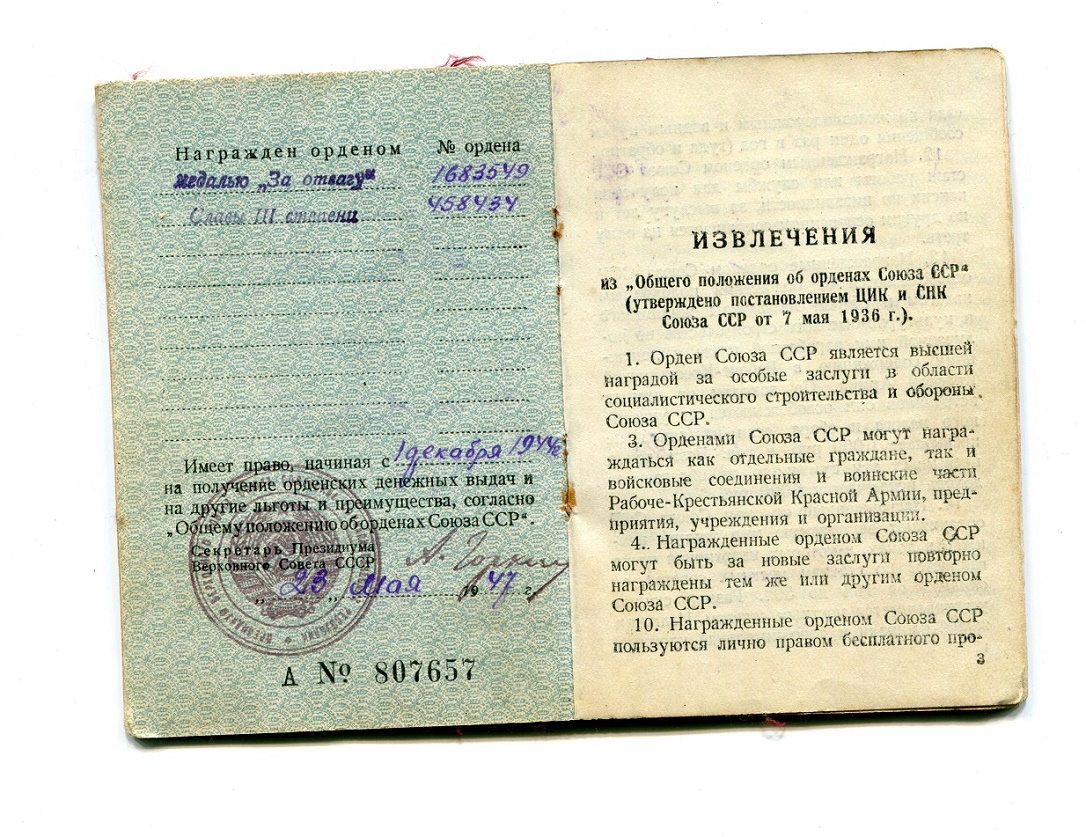 Награжден орденом № ордена
Медалью „За отвагу“ 1683549
Славы III степени 458434
Имеет право, начиная с 1 декабря 1944 г.
на получение орденских денежных выдач и
на другие льготы и преимущества, согласно
„Общему положению об орденах Союза ССР“.
Секретарь Президиума
Верховного Совета СССР
А. Горкин
„23„ Мая 1947 г.
А № 807657
ИЗВЛЕЧЕНИЯ
из „Общего положения об орденах Союза ССР“
(утверждено постановлением ЦИК и СНК
Союза ССР от 7 мая 1936 г.).
1. Орден Союза ССР является высшей
наградой за особые заслуги в области
социалистического строительства и обороны
Союза ССР.
3. Орденами Союза ССР могут награ-
ждаться как отдельные граждане, так и
войсковые соединения и воинские части
Рабоче-Крестьянской Красной Армии, пред-
приятия, учреждения и организации.
4. Награжденные орденом Союза ССР
могут быть за новые заслуги повторно
награждены тем же или другим орденом
Союза ССР.
10. Награжденные орденом Союза ССР
пользуются лично правом бесплатного про-
3